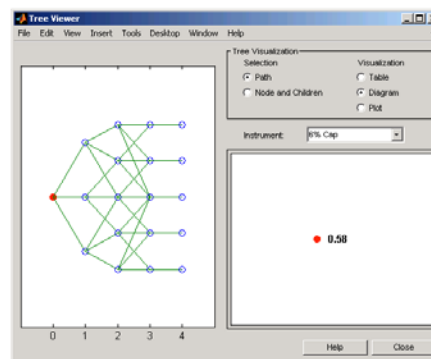 Tree Viewer
File Edit View Insert Tools Desktop Window Help
Tree Visualization
Selection Visualization
Path Table
Node and Children Diagram
Plot
Instrument: 6% Cap
0.58
0 1 2 3 4
Help Close